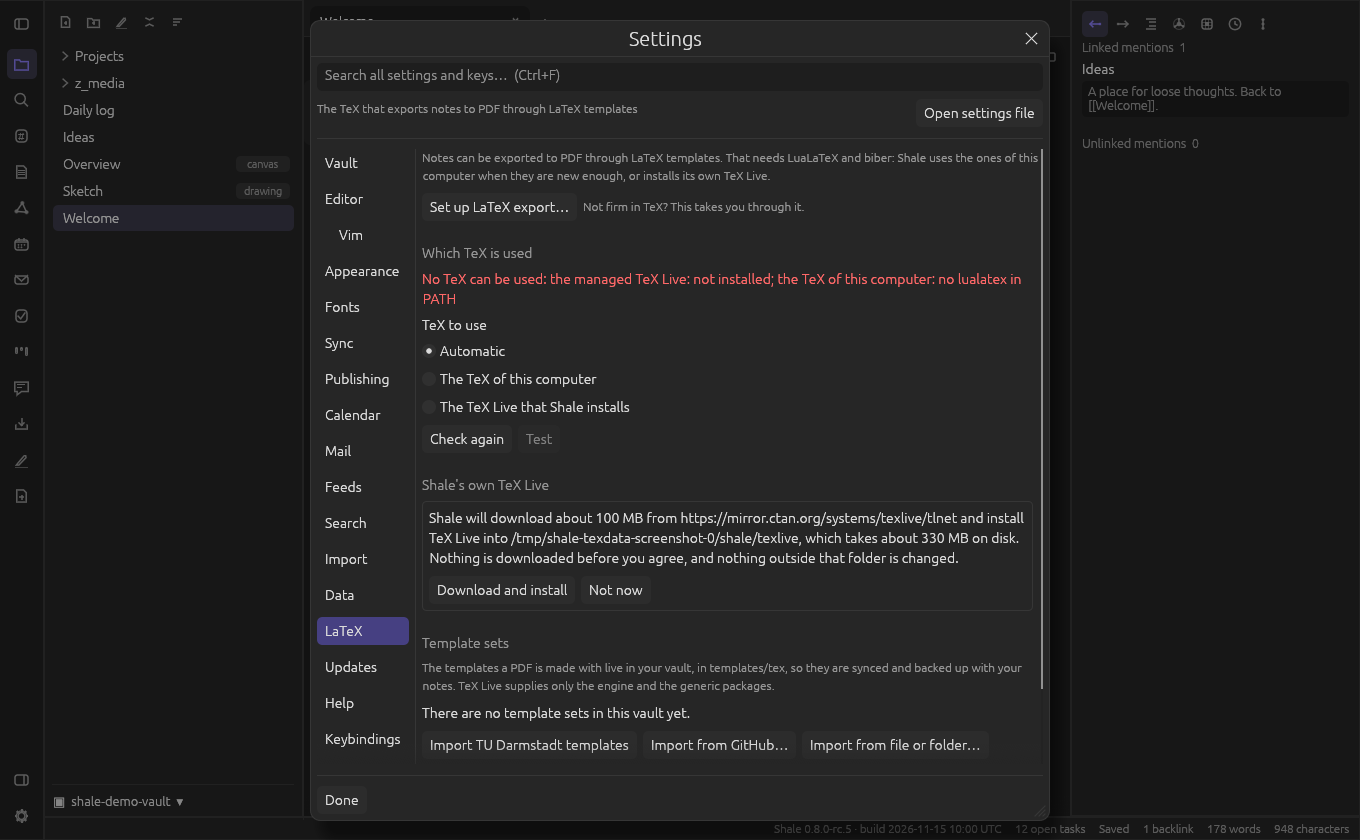 Settings
Search all settings and keys... (Ctrl+F)
The TeX that exports notes to PDF through LaTeX templates
Open settings file
Projects
z_media
Daily log
Ideas
Overview canvas
Sketch drawing
Welcome
shale-demo-vault
Vault
Editor
Vim
Appearance
Fonts
Sync
Publishing
Calendar
Mail
Feeds
Search
Import
Data
LaTeX
Updates
Help
Keybindings
Notes can be exported to PDF through LaTeX templates. That needs LuaLaTeX and biber: Shale uses the ones of this
computer when they are new enough, or installs its own TeX Live.
Set up LaTeX export... Not firm in TeX? This takes you through it.
Which TeX is used
No TeX can be used: the managed TeX Live: not installed; the TeX of this computer: no lualatex in
PATH
TeX to use
Automatic
The TeX of this computer
The TeX Live that Shale installs
Check again Test
Shale's own TeX Live
Shale will download about 100 MB from https://mirror.ctan.org/systems/texlive/tlnet and install
TeX Live into /tmp/shale-texdata-screenshot-0/shale/texlive, which takes about 330 MB on disk.
Nothing is downloaded before you agree, and nothing outside that folder is changed.
Download and install Not now
Template sets
The templates a PDF is made with live in your vault, in templates/tex, so they are synced and backed up with your
notes. TeX Live supplies only the engine and the generic packages.
There are no template sets in this vault yet.
Import TU Darmstadt templates Import from GitHub... Import from file or folder...
Done
Linked mentions 1
Ideas
A place for loose thoughts. Back to
[[Welcome]].
Unlinked mentions 0
Shale 0.8.0-rc.5 · build 2026-11-15 10:00 UTC 12 open tasks Saved 1 backlink 178 words 948 characters